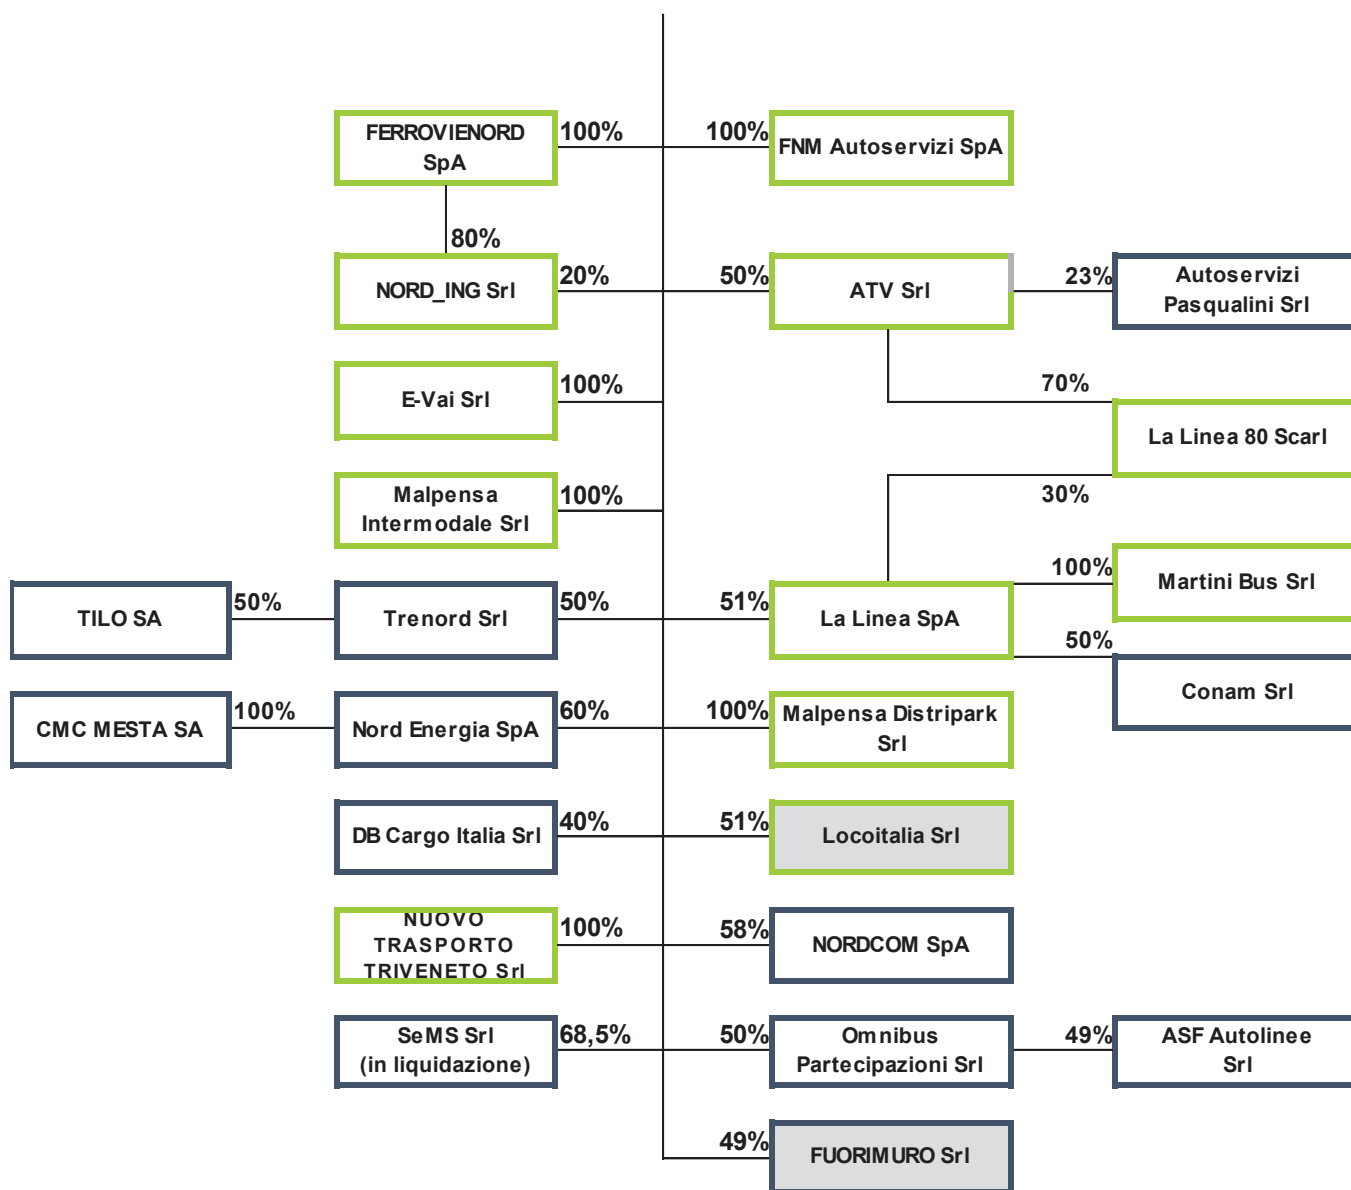 FERROVIENORD
SpA
100%
100%
FNM Autoservizi SpA
80%
NORD_ING Srl
20%
50%
ATV Srl
23%
Autoservizi
Pasqualini Srl
E-Vai Srl
100%
70%
La Linea 80 Scarl
30%
Malpensa
Intermodale Srl
100%
100%
Martini Bus Srl
TILO SA
50%
Trenord Srl
50%
51%
La Linea SpA
50%
Conam Srl
CMC MESTA SA
100%
Nord Energia SpA
60%
100%
Malpensa Distripark
Srl
DB Cargo Italia Srl
40%
51%
Locoitalia Srl
NUOVO
TRASPORTO
TRIVENETO Srl
100%
58%
NORDCOM SpA
SeMS Srl
(in liquidazione)
68,5%
50%
Omnibus
Partecipazioni Srl
49%
ASF Autolinee
Srl
49%
FUORIMURO Srl